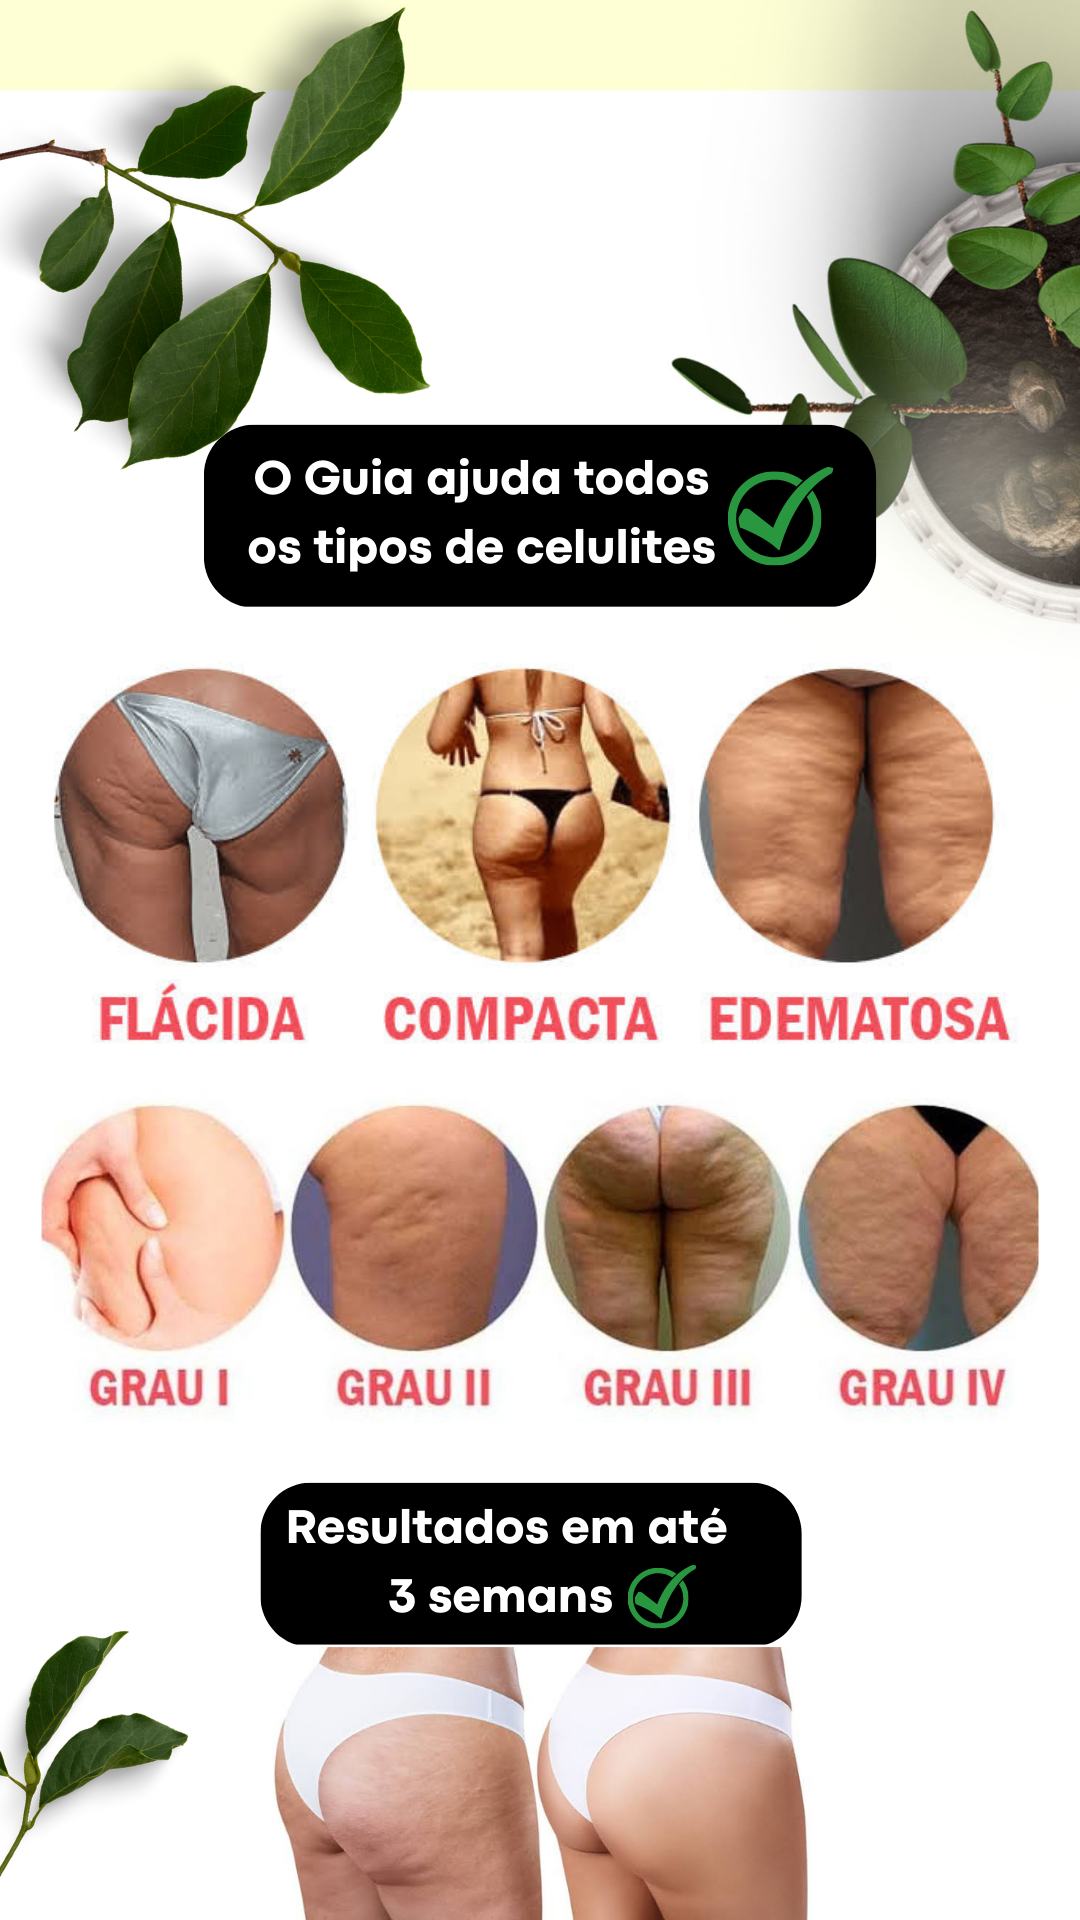 O Guia ajuda todos
os tipos de celulites
FLÁCIDA
COMPACTA
EDEMATOSA
GRAU I
GRAU II
GRAU III
GRAU IV
Resultados em até
3 semans